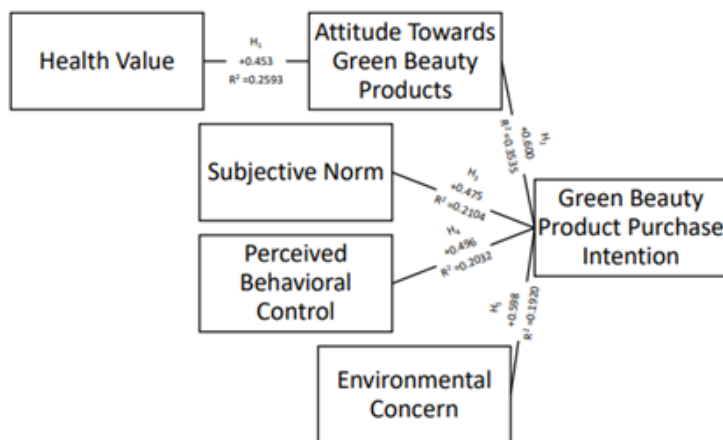 Health Value
H₁
+0.453
R² =0.2593
Attitude Towards
Green Beauty
Products
H₂
+0.600
R² =0.3535
Subjective Norm
H₃
+0.475
R² =0.2104
Green Beauty
Product Purchase
Intention
Perceived
Behavioral
Control
H₄
+0.496
R² =0.2032
H₅
+0.598
R² =0.1920
Environmental
Concern